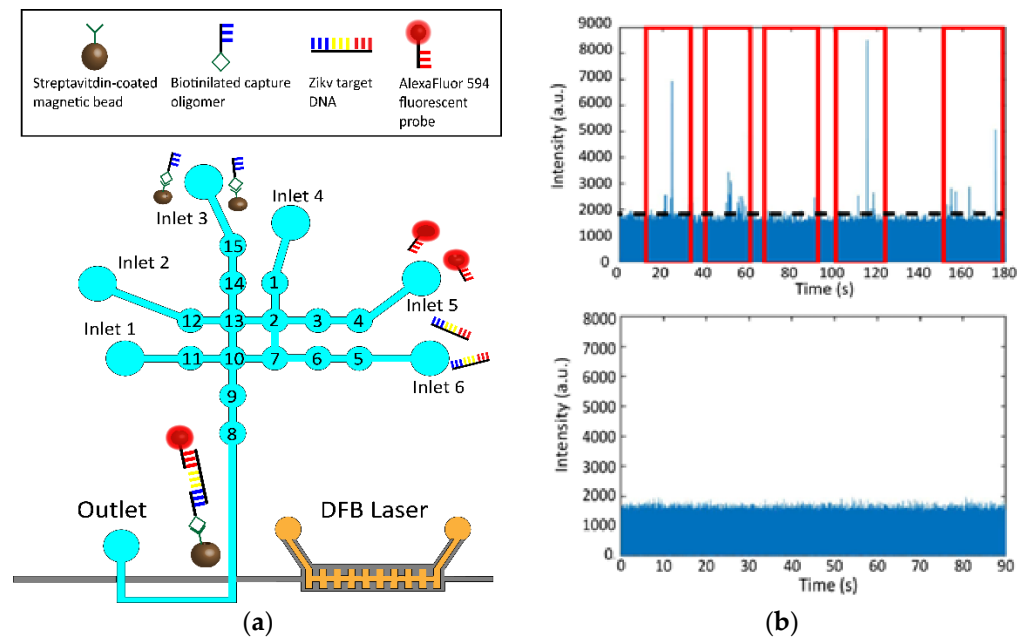 Streptavitdin-coated
magnetic bead
Biotinilated capture
oligomer
Zikv target
DNA
AlexaFluor 594
fluorescent
probe
Inlet 3
Inlet 4
15
Inlet 2
14
1
Inlet 5
12
13
2
3
4
Inlet 1
11
10
7
6
5
Inlet 6
9
8
Outlet
DFB Laser
(a)
9000
8000
7000
6000
5000
4000
3000
2000
1000
0
Intensity (a.u.)
0 20 40 60 80 100 120 140 160 180
Time (s)
8000
7000
6000
5000
4000
3000
2000
1000
0
Intensity (a.u.)
0 10 20 30 40 50 60 70 80 90
Time (s)
(b)